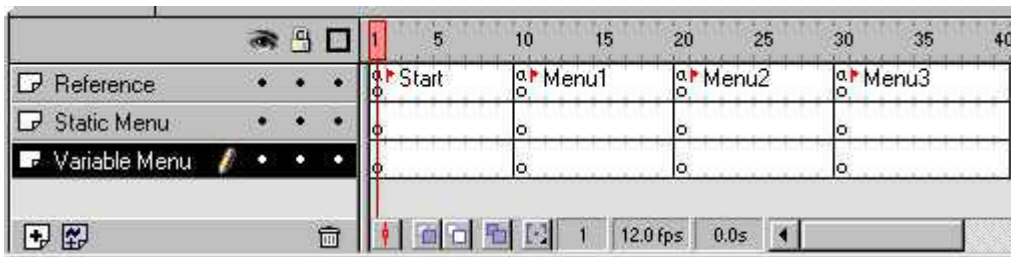 1 5 10 15 20 25 30 35 40
Reference a Start a Menu1 a Menu2 a Menu3
Static Menu
Variable Menu
1 12.0 fps 0.0s